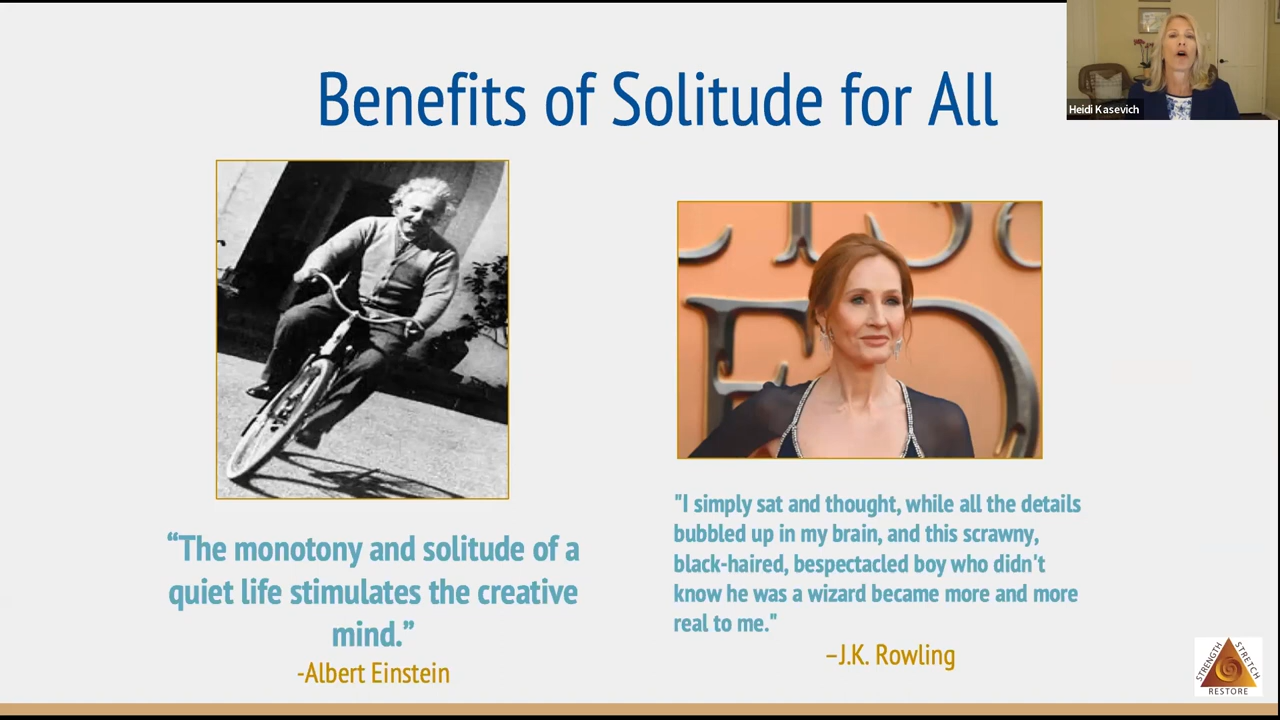 Benefits of Solitude for All
Heidi Kasevich
“The monotony and solitude of a
quiet life stimulates the creative
mind.”
-Albert Einstein
"I simply sat and thought, while all the details
bubbled up in my brain, and this scrawny,
black-haired, bespectacled boy who didn't
know he was a wizard became more and more
real to me."
–J.K. Rowling
STRENGTH
STRETCH
RESTORE